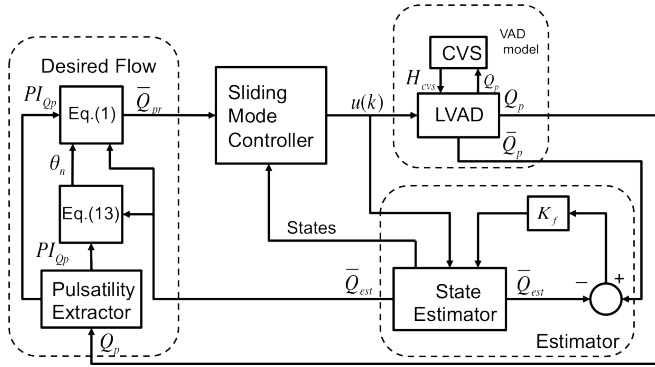 VAD
model
CVS
H_cvs
Q_p
Desired Flow
PI_Qp
Eq.(1)
Q̅_pr
Sliding
Mode
Controller
u(k)
LVAD
Q_p
Q̅_p
θ_n
Eq.(13)
K_f
States
PI_Qp
+
−
Pulsatility
Extractor
Q̅_est
State
Estimator
Q̅_est
Q_p
Estimator